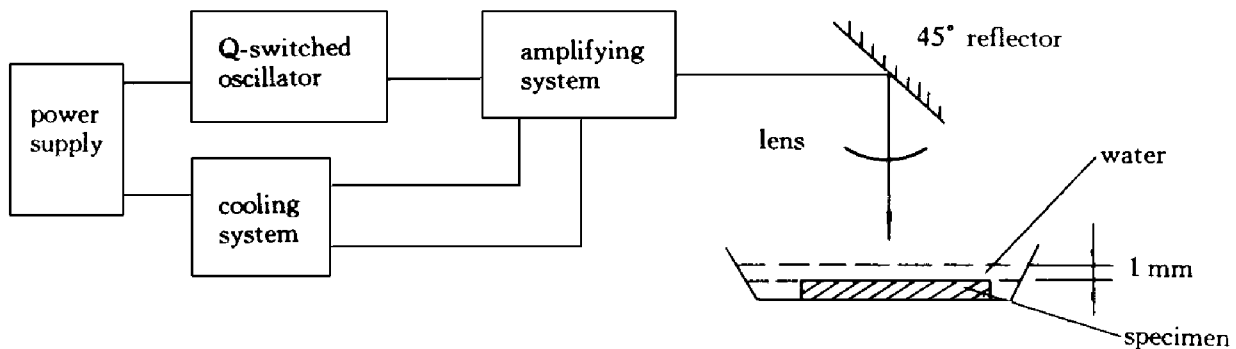 Q-switched
oscillator
amplifying
system
45° reflector
power
supply
lens
water
cooling
system
1 mm
specimen